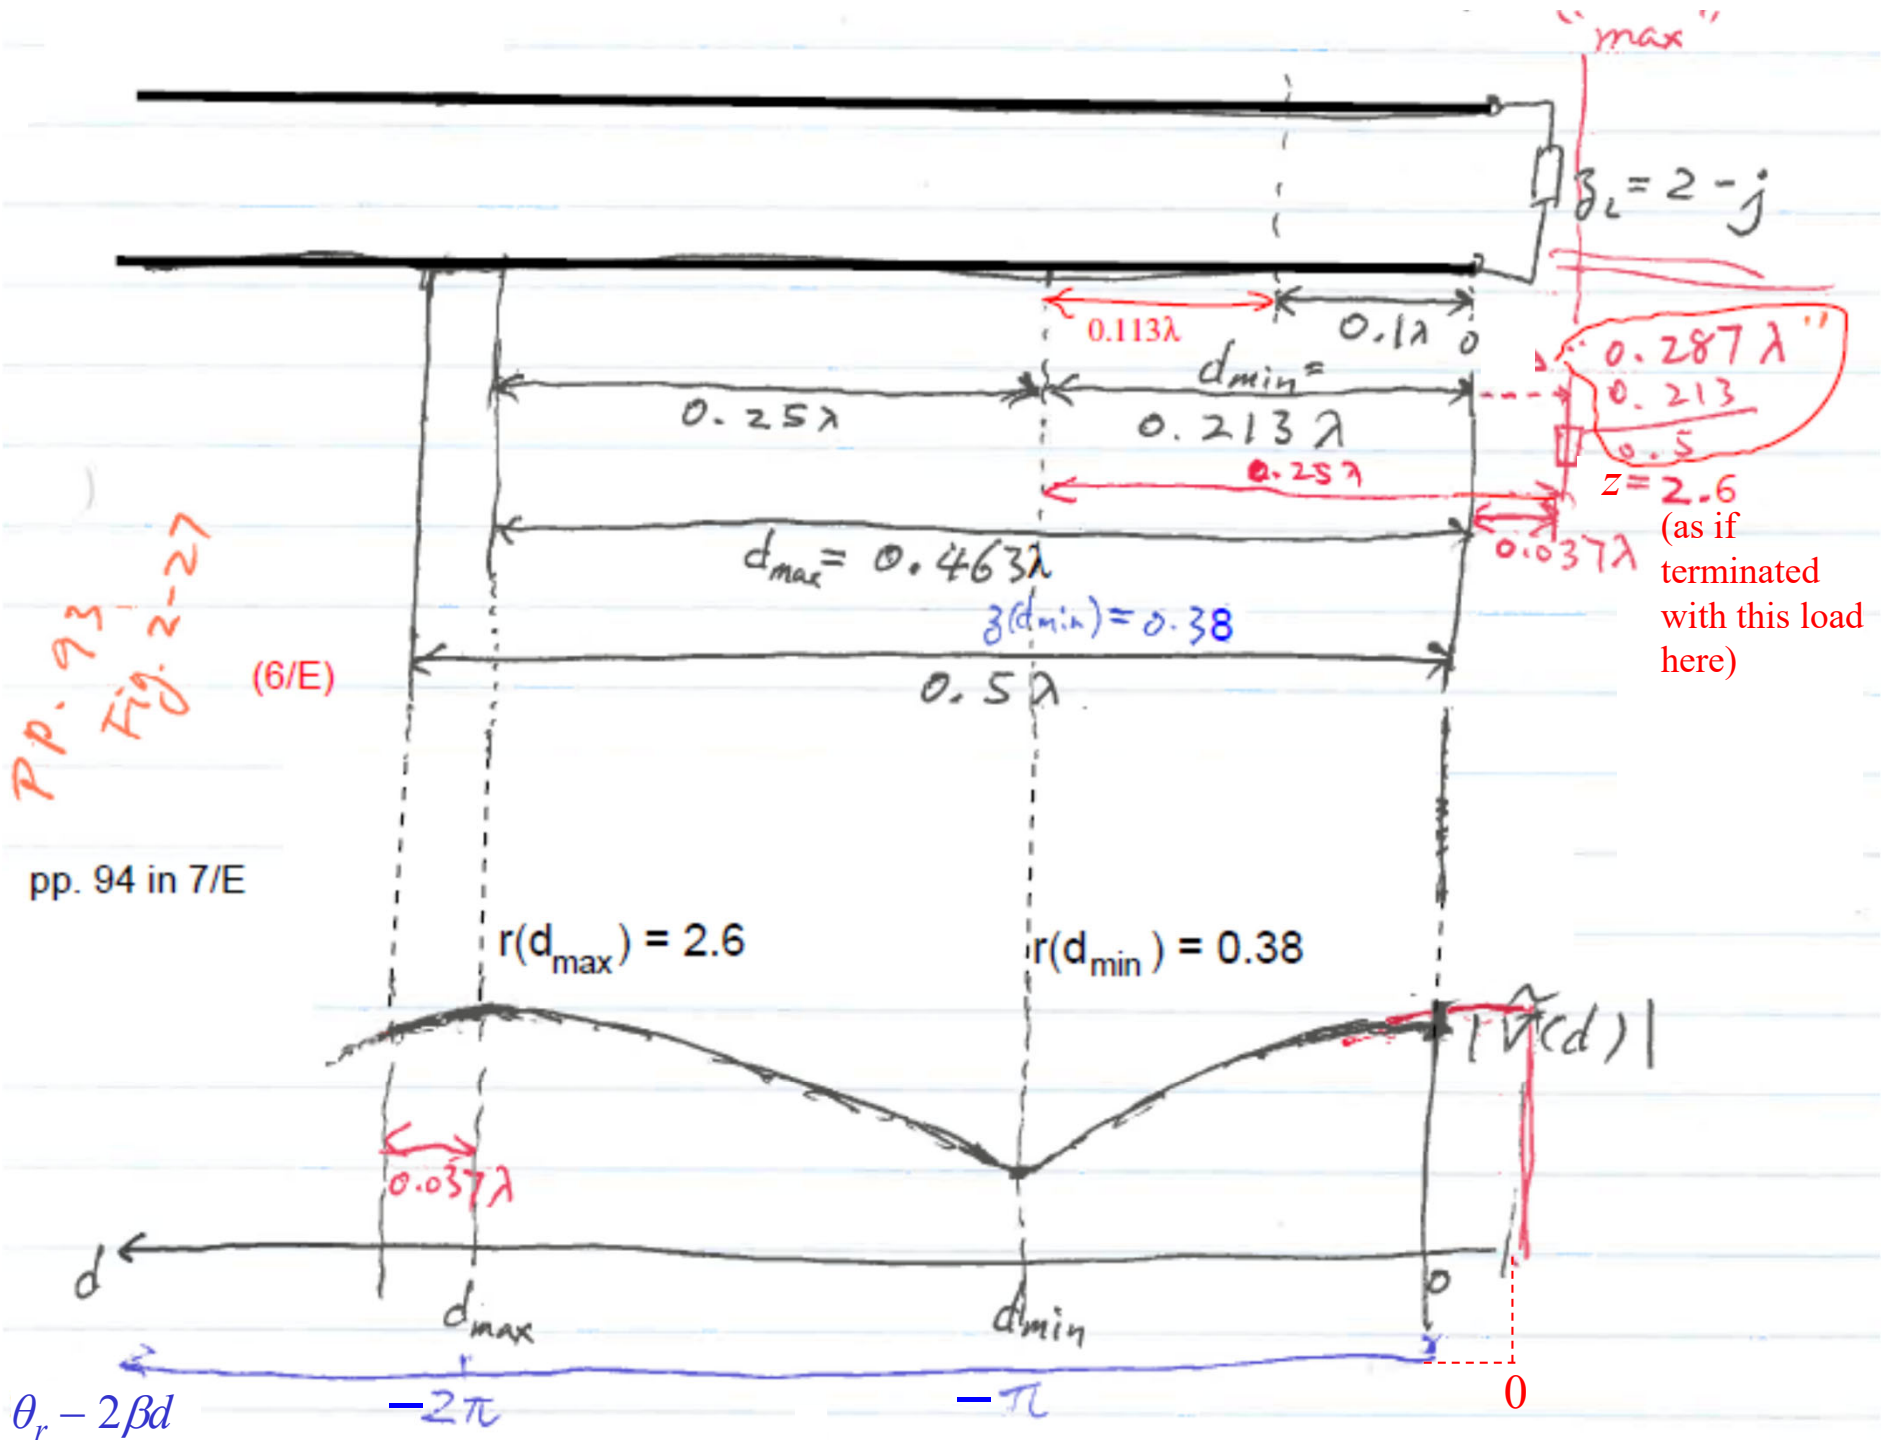 "max"
z_L = 2 - j
0.113λ
0.1λ
0
"0.287λ"
0.213
0.5
d_min =
0.25λ
0.213λ
0.25λ
z = 2.6
(as if
terminated
with this load
here)
0.037λ
d_max = 0.463λ
z(d_min) = 0.38
0.5λ
PP. 93
Fig. 2-27
(6/E)
pp. 94 in 7/E
r(d_max) = 2.6
r(d_min) = 0.38
|Ṽ(d)|
0.037λ
d
d_max
d_min
0
θ_r − 2βd
−2π
−π
0